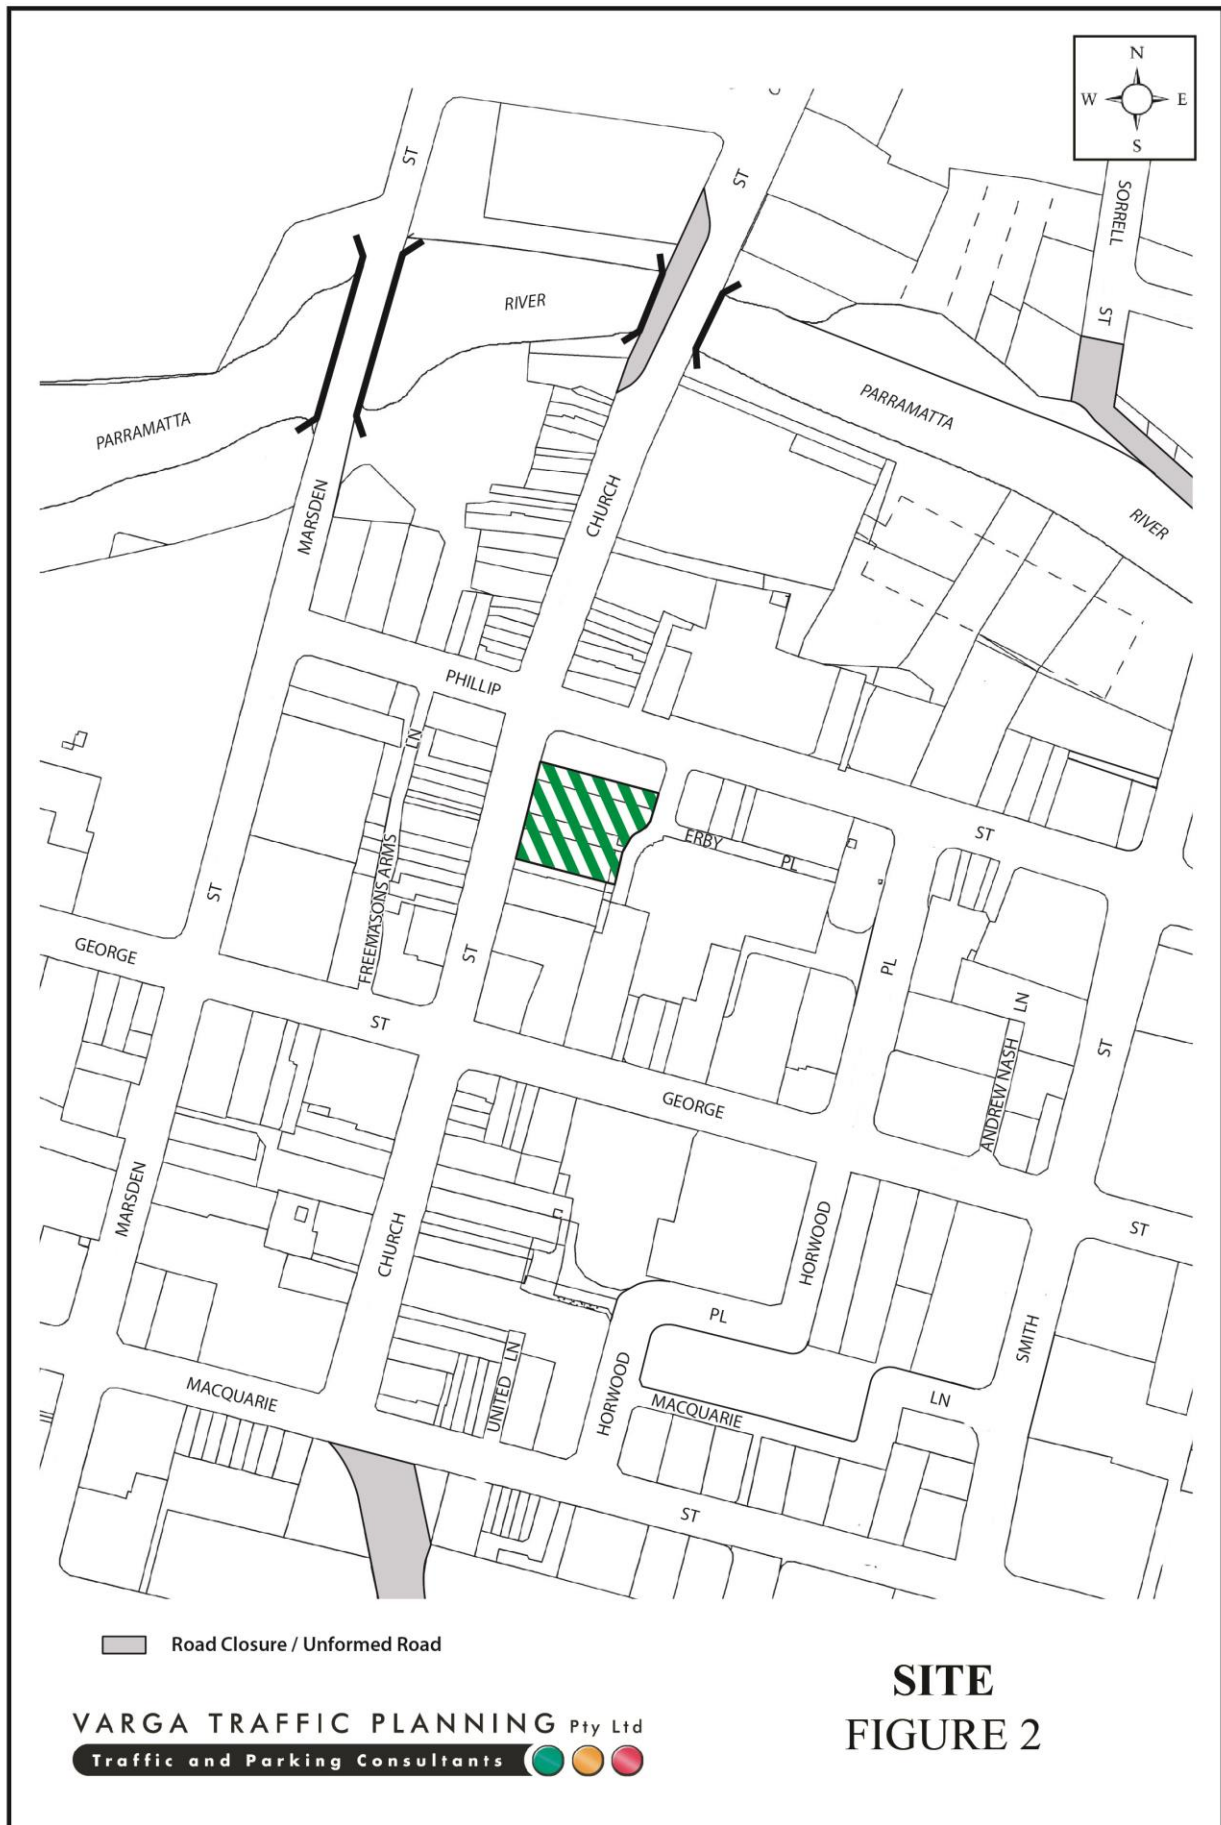 N
W E
S
ST
ST
SORRELL
ST
RIVER
PARRAMATTA
PARRAMATTA
RIVER
MARSDEN
CHURCH
PHILLIP
LN
ST
ERBY
PL
FREEMASONS ARMS
ST
GEORGE
ST
PL
LN
ST
ST
ANDREW NASH
GEORGE
MARSDEN
CHURCH
HORWOOD
ST
PL
SMITH
LN
UNITED
HORWOOD
MACQUARIE
MACQUARIE
LN
ST
Road Closure / Unformed Road
SITE
FIGURE 2
VARGA TRAFFIC PLANNING Pty Ltd
Traffic and Parking Consultants